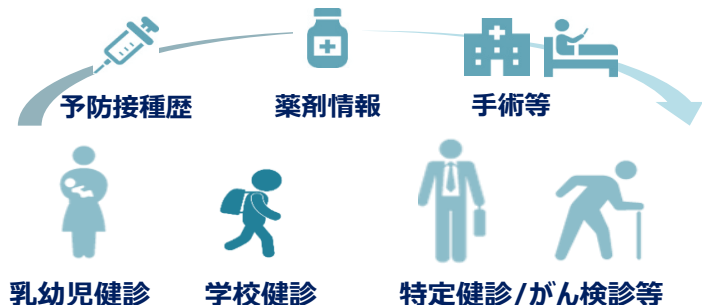 予防接種歴
薬剤情報
手術等
乳幼児健診
学校健診
特定健診/がん検診等